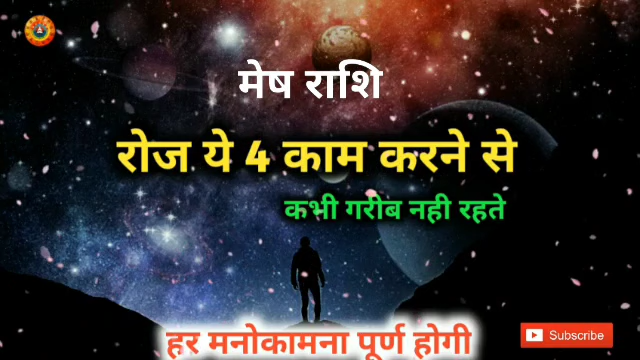 मेष राशि
रोज ये 4 काम करने से
कभी गरीब नही रहते
हर मनोकामना पूर्ण होगी
Subscribe